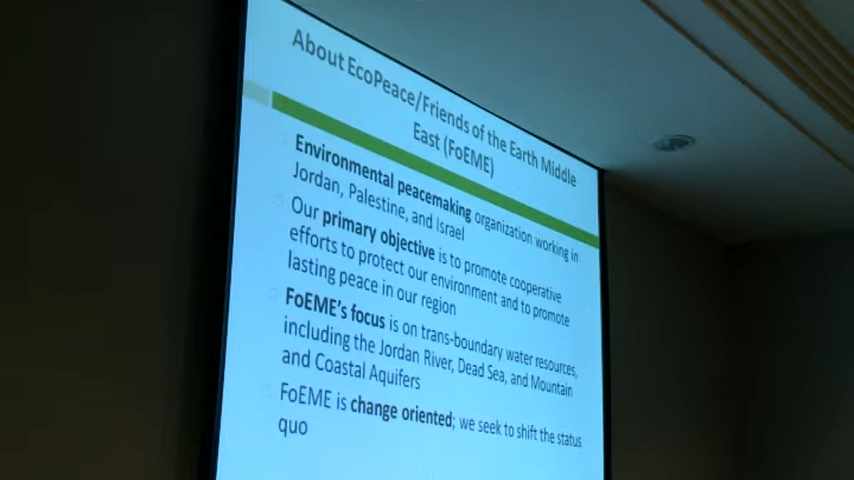 About EcoPeace/Friends of the Earth Middle
East (FoEME)
Environmental peacemaking organization working in
Jordan, Palestine, and Israel
Our primary objective is to promote cooperative
efforts to protect our environment and to promote
lasting peace in our region
FoEME's focus is on trans-boundary water resources,
including the Jordan River, Dead Sea, and Mountain
and Coastal Aquifers
FoEME is change oriented; we seek to shift the status
quo